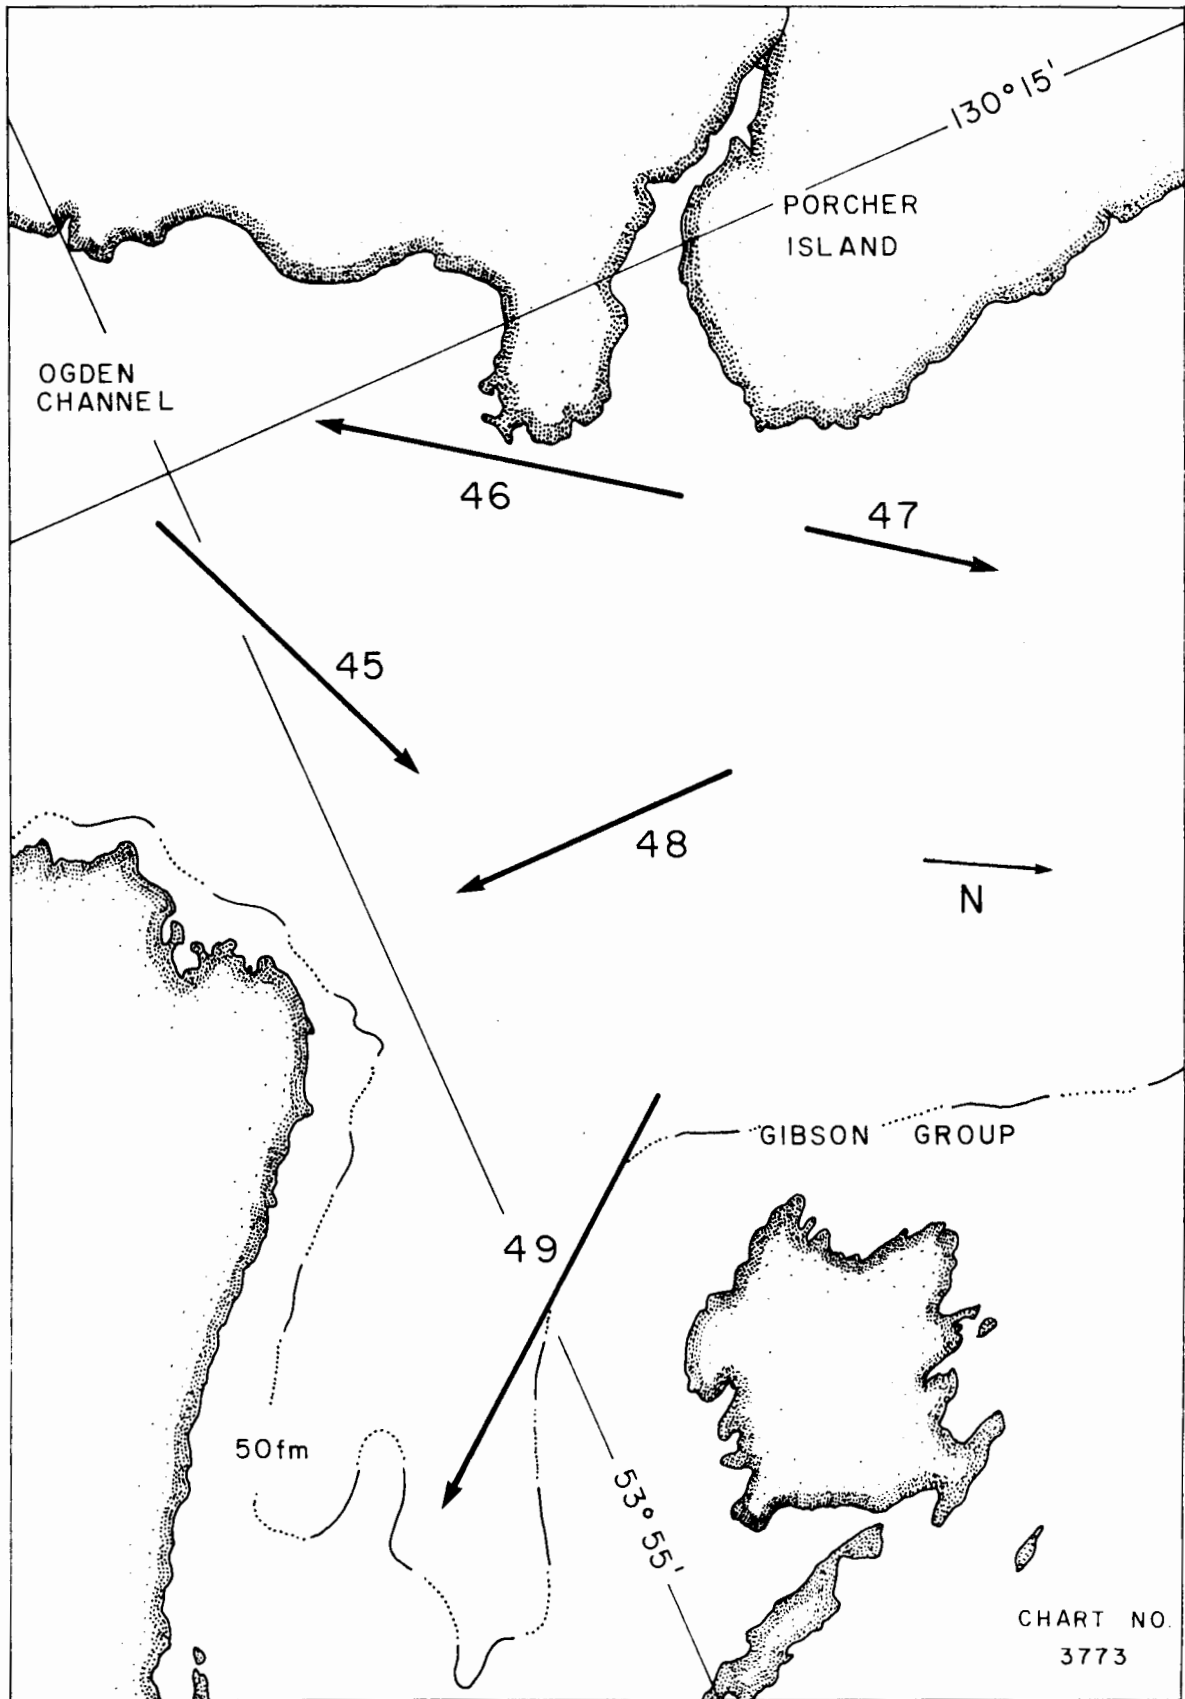 130° 15'
PORCHER
ISLAND
OGDEN
CHANNEL
46
47
45
48
N
GIBSON GROUP
49
50fm
53° 55'
CHART NO.
3773